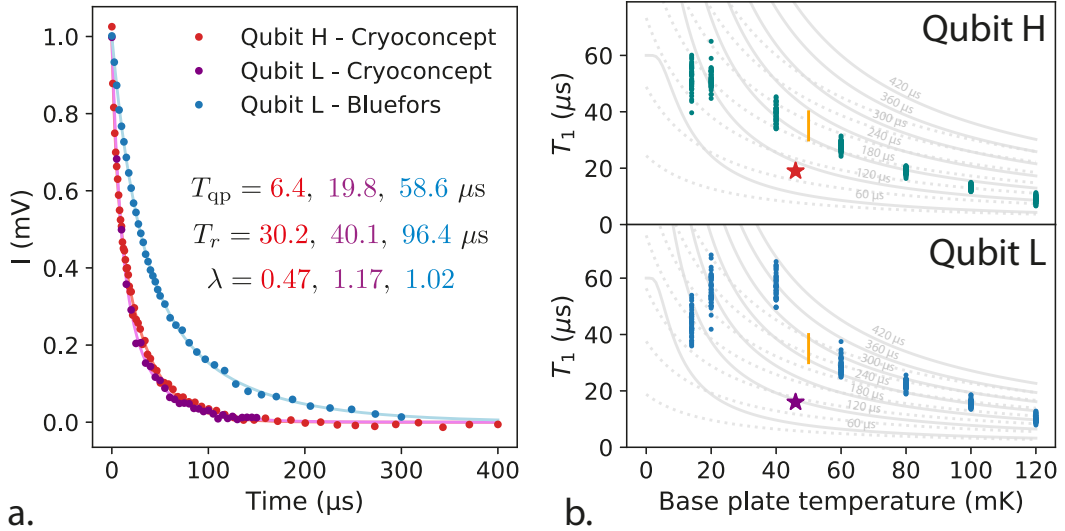 I (mV)
1.0
0.8
0.6
0.4
0.2
0.0
Qubit H - Cryoconcept
Qubit L - Cryoconcept
Qubit L - Bluefors
T_qp = 6.4, 19.8, 58.6 μs
T_r = 30.2, 40.1, 96.4 μs
λ = 0.47, 1.17, 1.02
0 100 200 300 400
Time (μs)
a.
Qubit H
T_1 (μs)
60
40
20
0
420 μs
360 μs
300 μs
240 μs
180 μs
120 μs
60 μs
Qubit L
T_1 (μs)
60
40
20
0
420 μs
360 μs
300 μs
240 μs
180 μs
120 μs
60 μs
0 20 40 60 80 100 120
Base plate temperature (mK)
b.